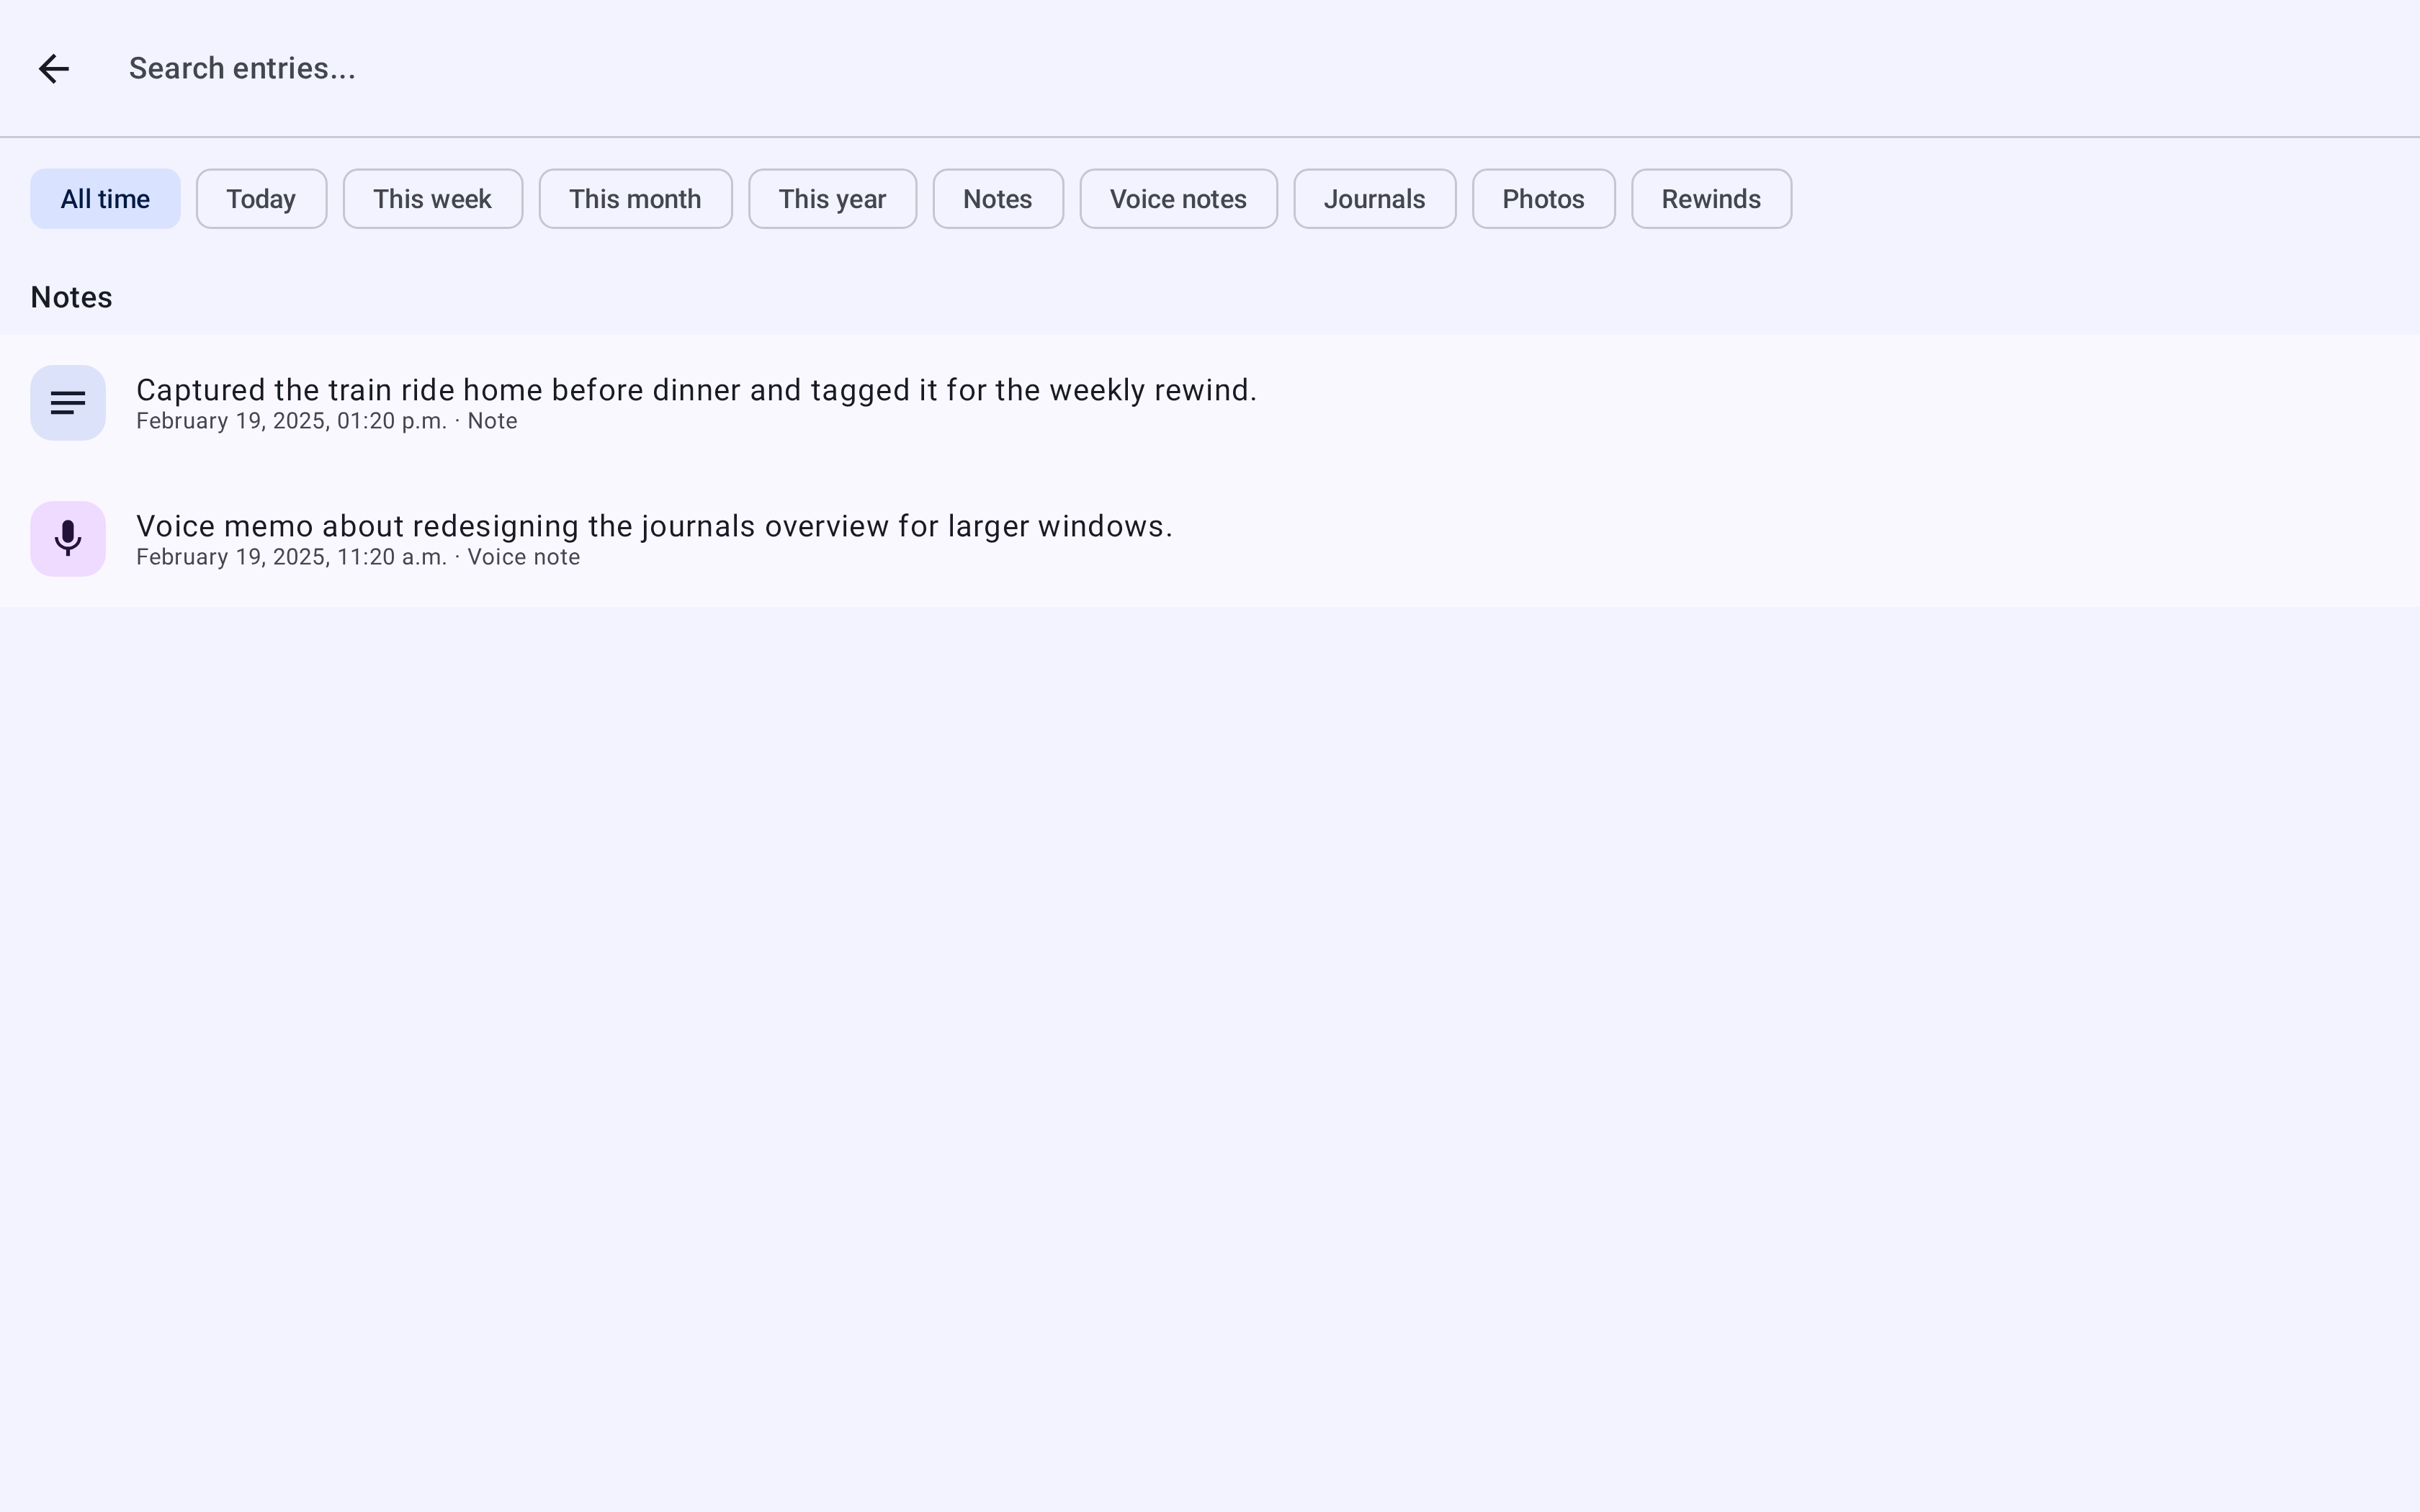 Search entries...
All time Today This week This month This year Notes Voice notes Journals Photos Rewinds
Notes
Captured the train ride home before dinner and tagged it for the weekly rewind.
February 19, 2025, 01:20 p.m. · Note
Voice memo about redesigning the journals overview for larger windows.
February 19, 2025, 11:20 a.m. · Voice note